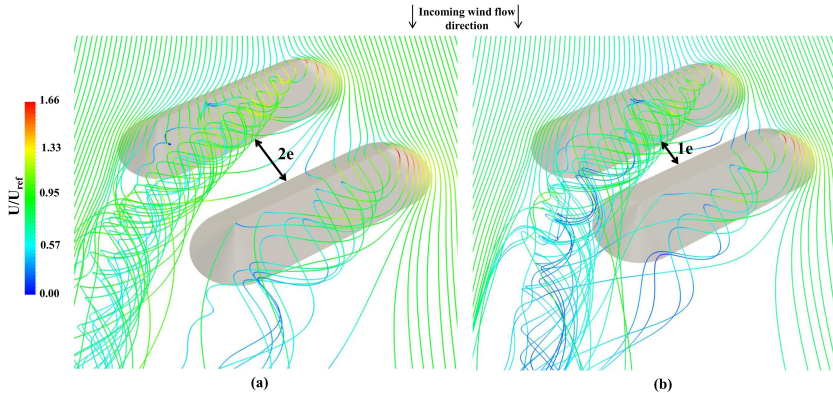 Incoming wind flow
direction
1.66
1.33
0.95
0.57
0.00
U/Uref
2e
1e
(a)
(b)